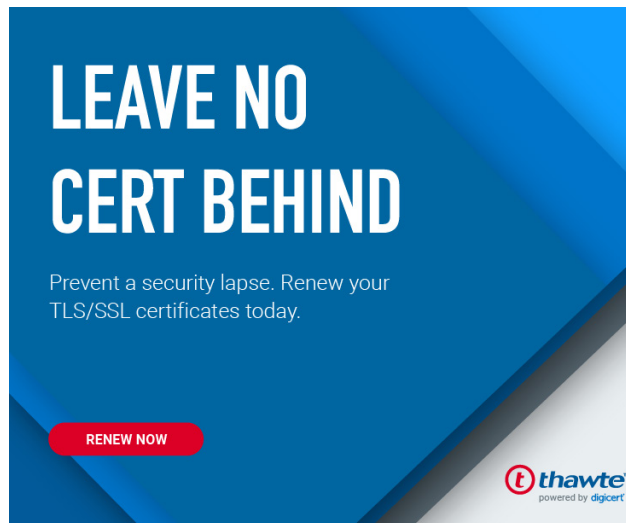 LEAVE NO
CERT BEHIND
Prevent a security lapse. Renew your
TLS/SSL certificates today.
RENEW NOW
t thawte
powered by digicert